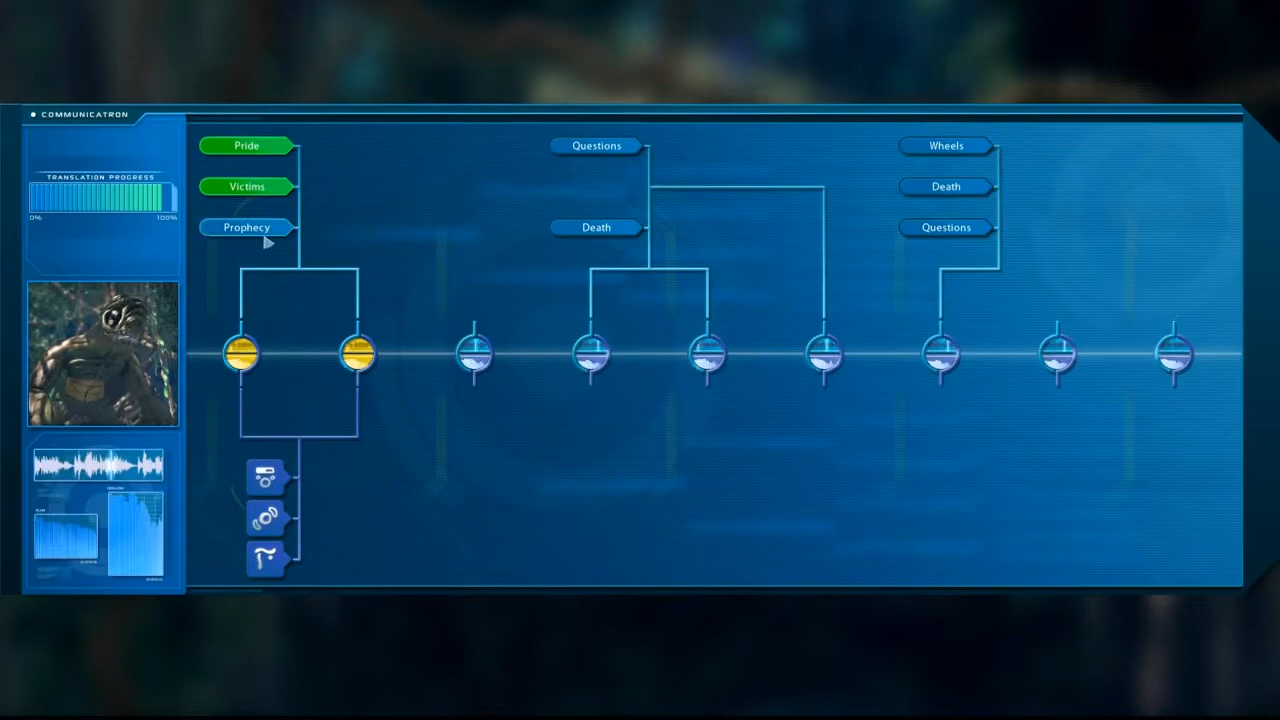 COMMUNICATRON
TRANSLATION PROGRESS
0% 100%
Pride
Victims
Prophecy
Questions
Death
Wheels
Death
Questions